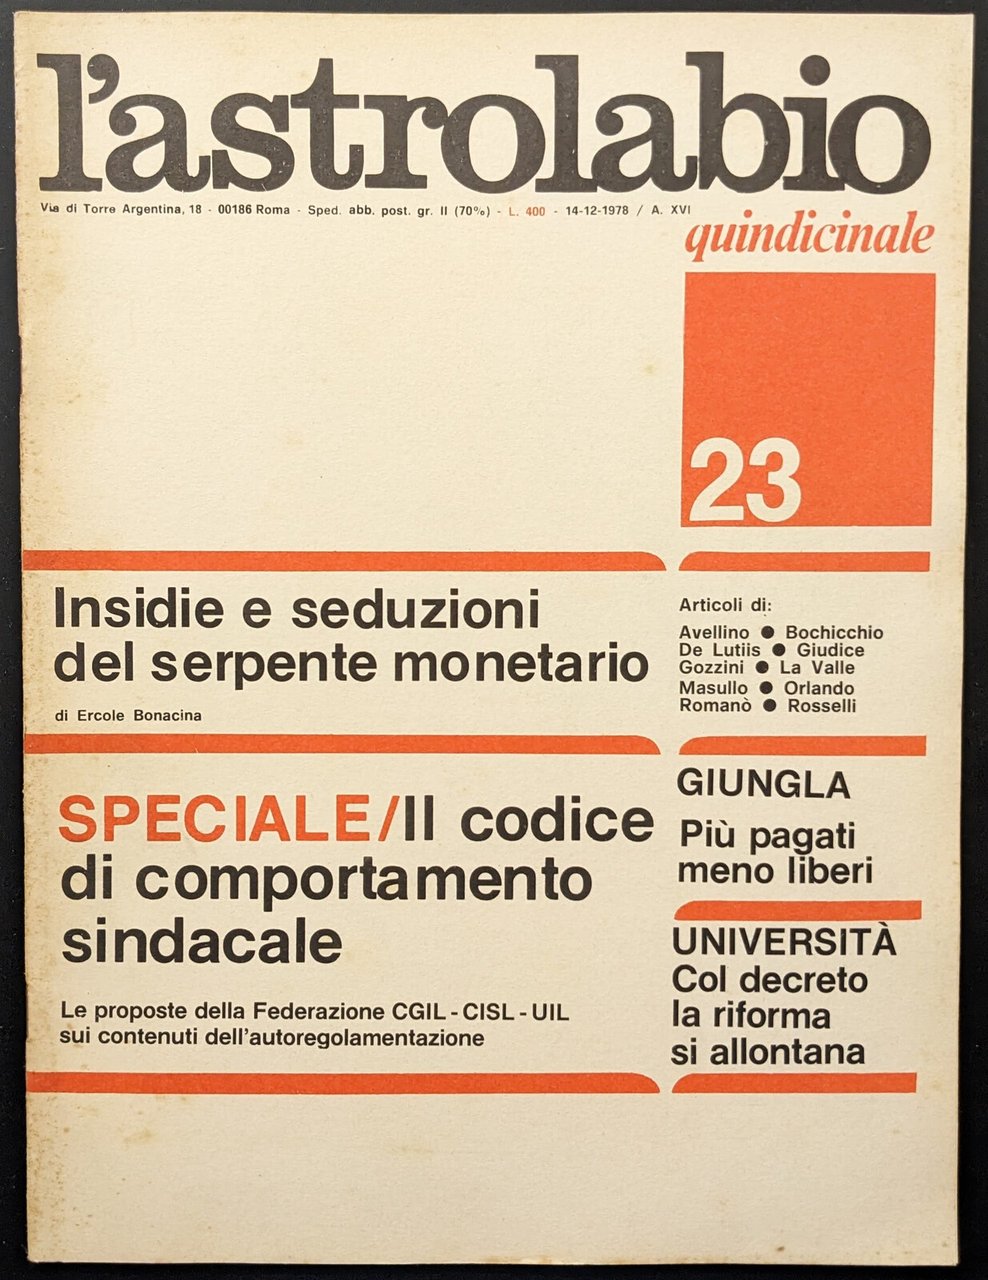 l'astrolabio
Via di Torre Argentina, 18 - 00186 Roma - Sped. abb. post. gr. II (70%) - L. 400 - 14-12-1978 / A. XVI
quindicinale
23
Insidie e seduzioni
del serpente monetario
di Ercole Bonacina
Articoli di:
Avellino ● Bochicchio
De Lutiis ● Giudice
Gozzini ● La Valle
Masullo ● Orlando
Romanò ● Rosselli
SPECIALE/Il codice
di comportamento
sindacale
Le proposte della Federazione CGIL - CISL - UIL
sui contenuti dell'autoregolamentazione
GIUNGLA
Più pagati
meno liberi
UNIVERSITÀ
Col decreto
la riforma
si allontana